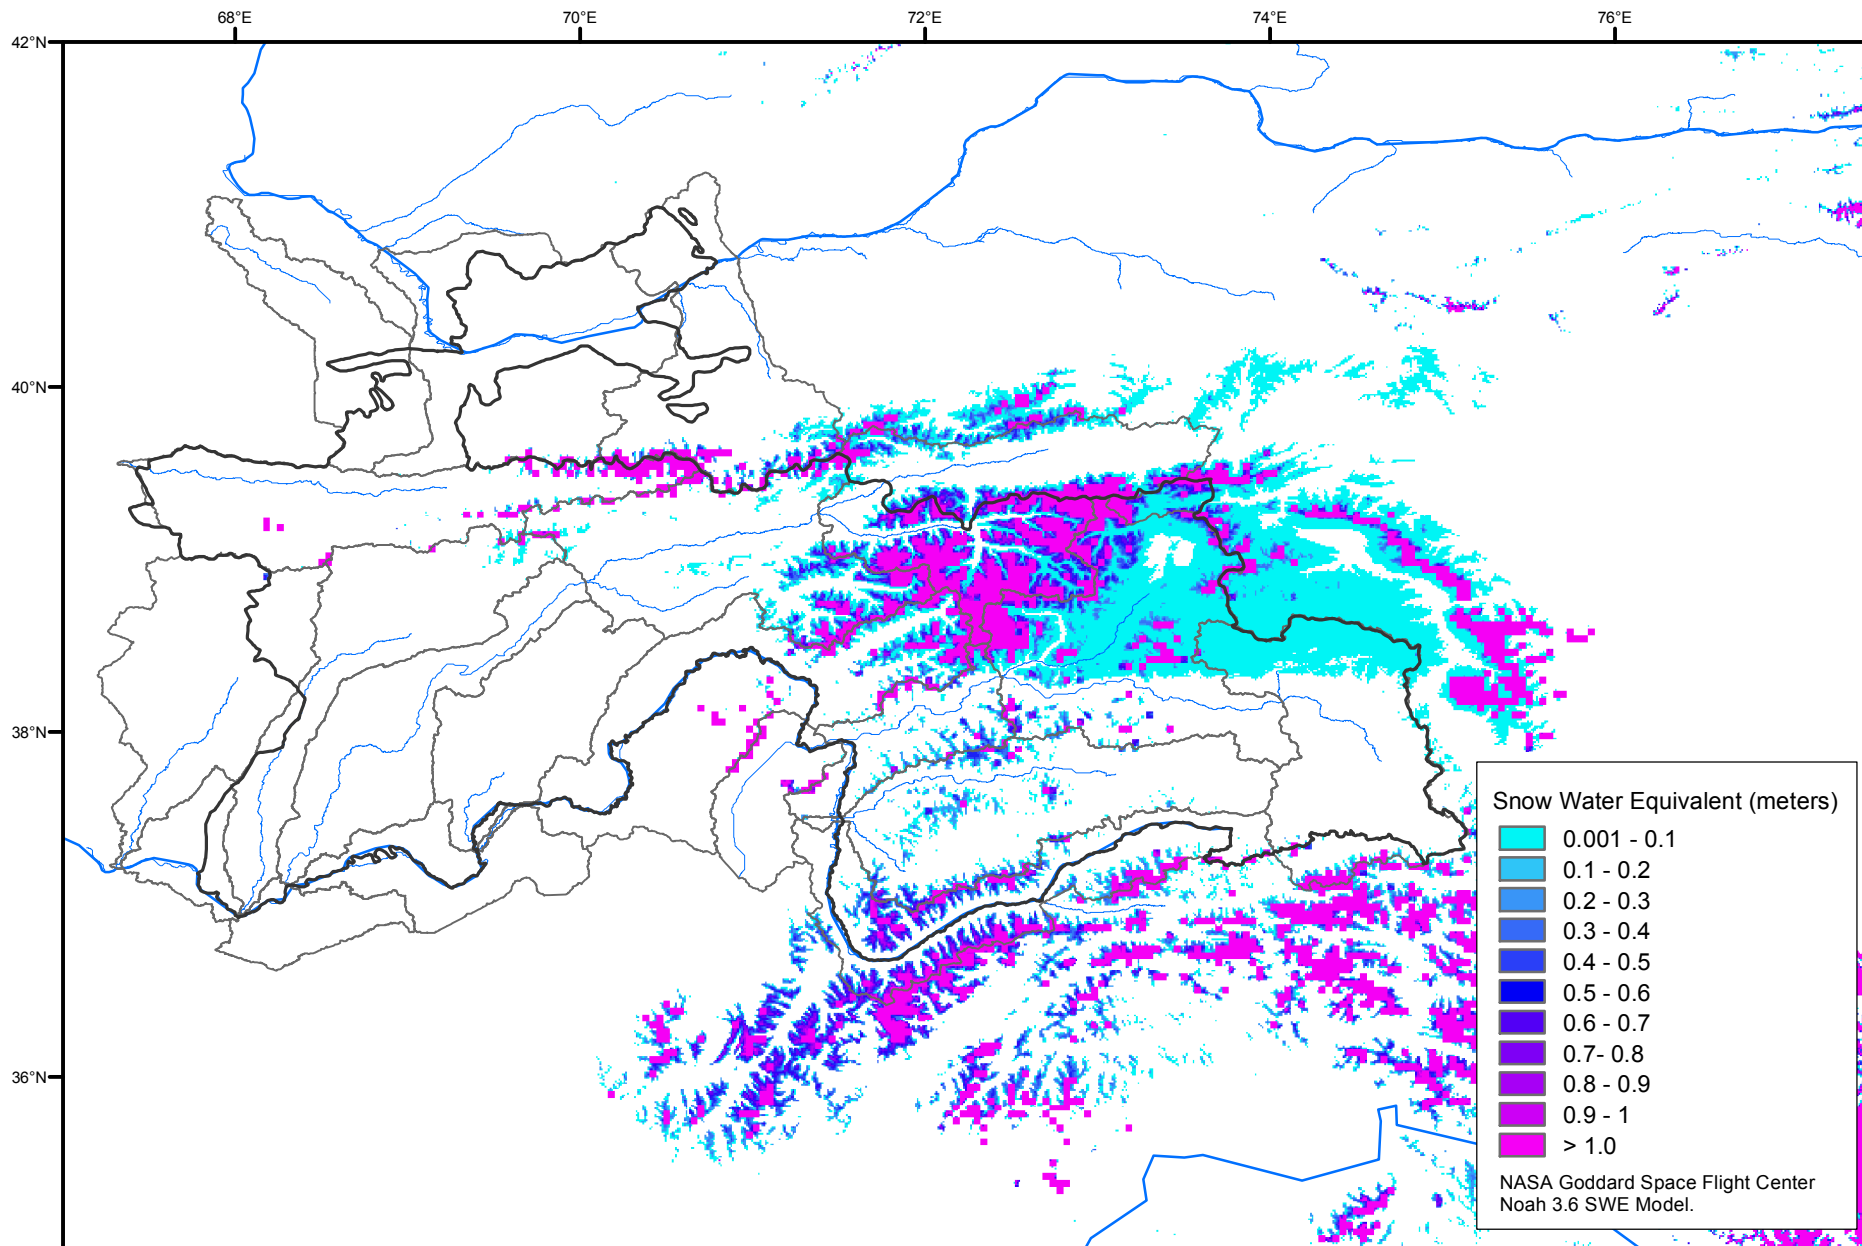 68°E
70°E
72°E
74°E
76°E
42°N
40°N
38°N
36°N
Snow Water Equivalent (meters)
0.001 - 0.1
0.1 - 0.2
0.2 - 0.3
0.3 - 0.4
0.4 - 0.5
0.5 - 0.6
0.6 - 0.7
0.7- 0.8
0.8 - 0.9
0.9 - 1
> 1.0
NASA Goddard Space Flight Center
Noah 3.6 SWE Model.